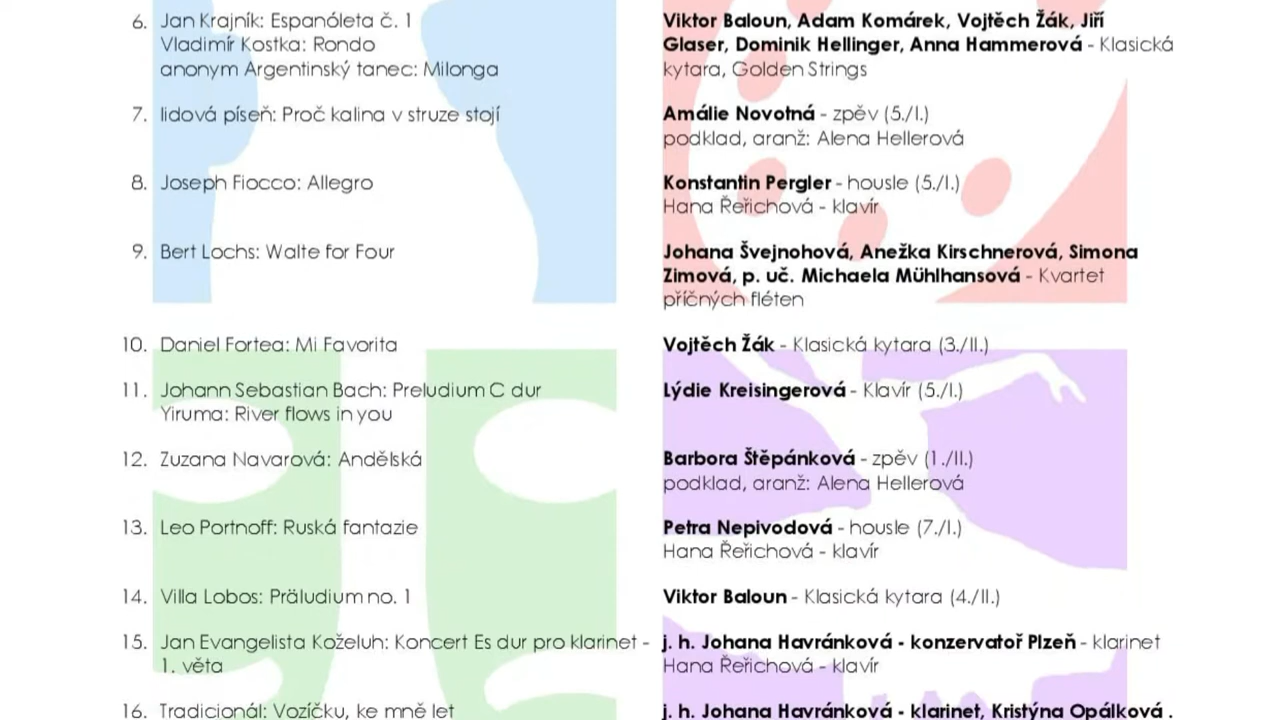 6. Jan Krajník: Espanóleta č. 1
Vladimír Kostka: Rondo
anonym Argentinský tanec: Milonga
Viktor Baloun, Adam Komárek, Vojtěch Žák, Jiří
Glaser, Dominik Hellinger, Anna Hammerová - Klasická
kytara, Golden Strings
7. lidová píseň: Proč kalina v struze stojí
Amálie Novotná - zpěv (5./I.)
podklad, aranž: Alena Hellerová
8. Joseph Fiocco: Allegro
Konstantin Pergler - housle (5./I.)
Hana Řeřichová - klavír
9. Bert Lochs: Walte for Four
Johana Švejnohová, Anežka Kirschnerová, Simona
Zimová, p. uč. Michaela Mühlhansová - Kvartet
příčných fléten
10. Daniel Fortea: Mi Favorita
Vojtěch Žák - Klasická kytara (3./II.)
11. Johann Sebastian Bach: Preludium C dur
Yiruma: River flows in you
Lýdie Kreisingerová - Klavír (5./I.)
12. Zuzana Navarová: Andělská
Barbora Štěpánková - zpěv (1./II.)
podklad, aranž: Alena Hellerová
13. Leo Portnoff: Ruská fantazie
Petra Nepivodová - housle (7./I.)
Hana Řeřichová - klavír
14. Villa Lobos: Präludium no. 1
Viktor Baloun - Klasická kytara (4./II.)
15. Jan Evangelista Koželuh: Koncert Es dur pro klarinet -
1. věta
j. h. Johana Havránková - konzervatoř Plzeň - klarinet
Hana Řeřichová - klavír
16. Tradicionál: Vozíčku, ke mně leť
j. h. Johana Havránková - klarinet, Kristýna Opálková .